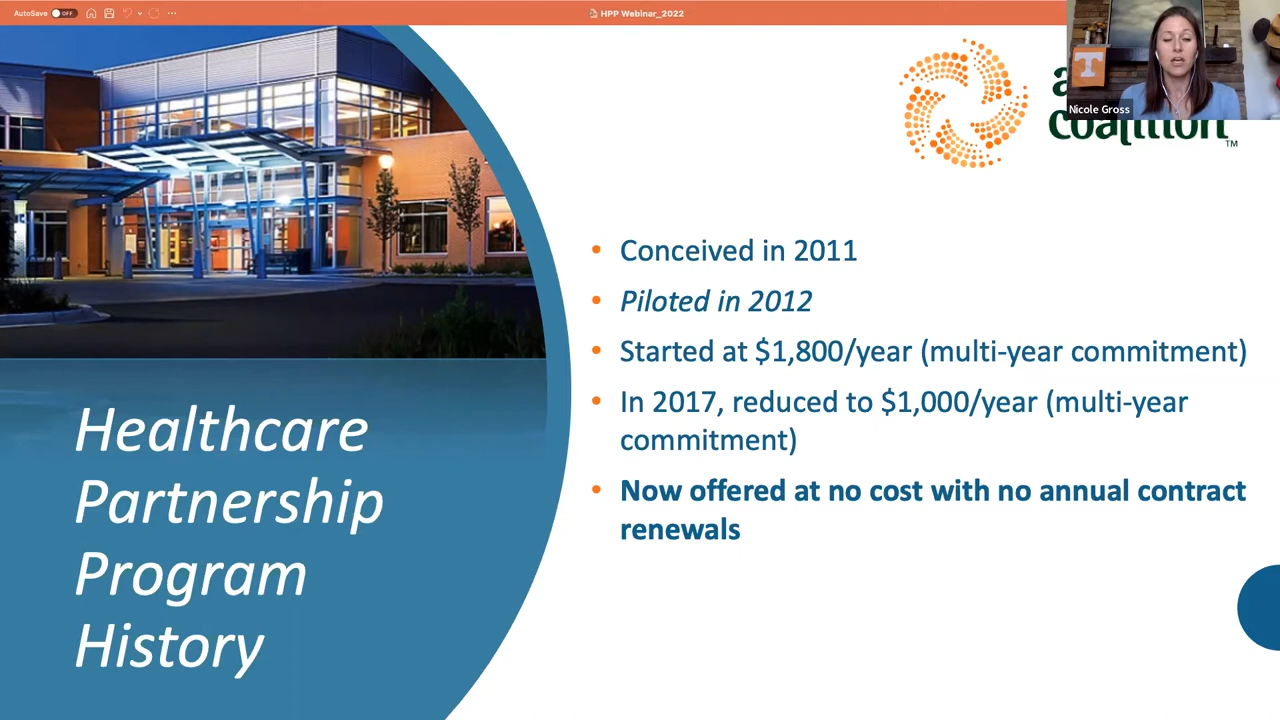 AutoSave OFF
HPP Webinar_2022
Nicole Gross
T
coalition™
• Conceived in 2011
• Piloted in 2012
• Started at $1,800/year (multi-year commitment)
• In 2017, reduced to $1,000/year (multi-year
commitment)
• Now offered at no cost with no annual contract
renewals
Healthcare
Partnership
Program
History